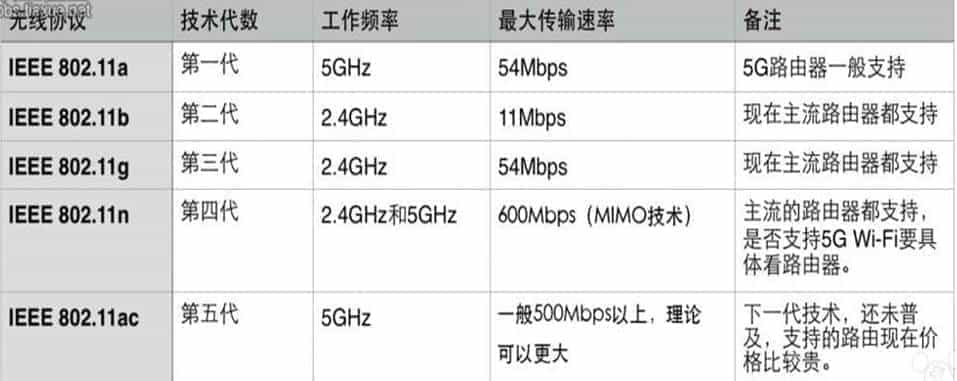 无线协议 技术代数 工作频率 最大传输速率 备注
IEEE 802.11a 第一代 5GHz 54Mbps 5G路由器一般支持
IEEE 802.11b 第二代 2.4GHz 11Mbps 现在主流路由器都支持
IEEE 802.11g 第三代 2.4GHz 54Mbps 现在主流路由器都支持
IEEE 802.11n 第四代 2.4GHz和5GHz 600Mbps（MIMO技术） 主流的路由器都支持，
是否支持5G Wi-Fi要具
体看路由器。
IEEE 802.11ac 第五代 5GHz 一般500Mbps以上，理论
可以更大
下一代技术，还未普
及，支持的路由现在价
格比较贵。